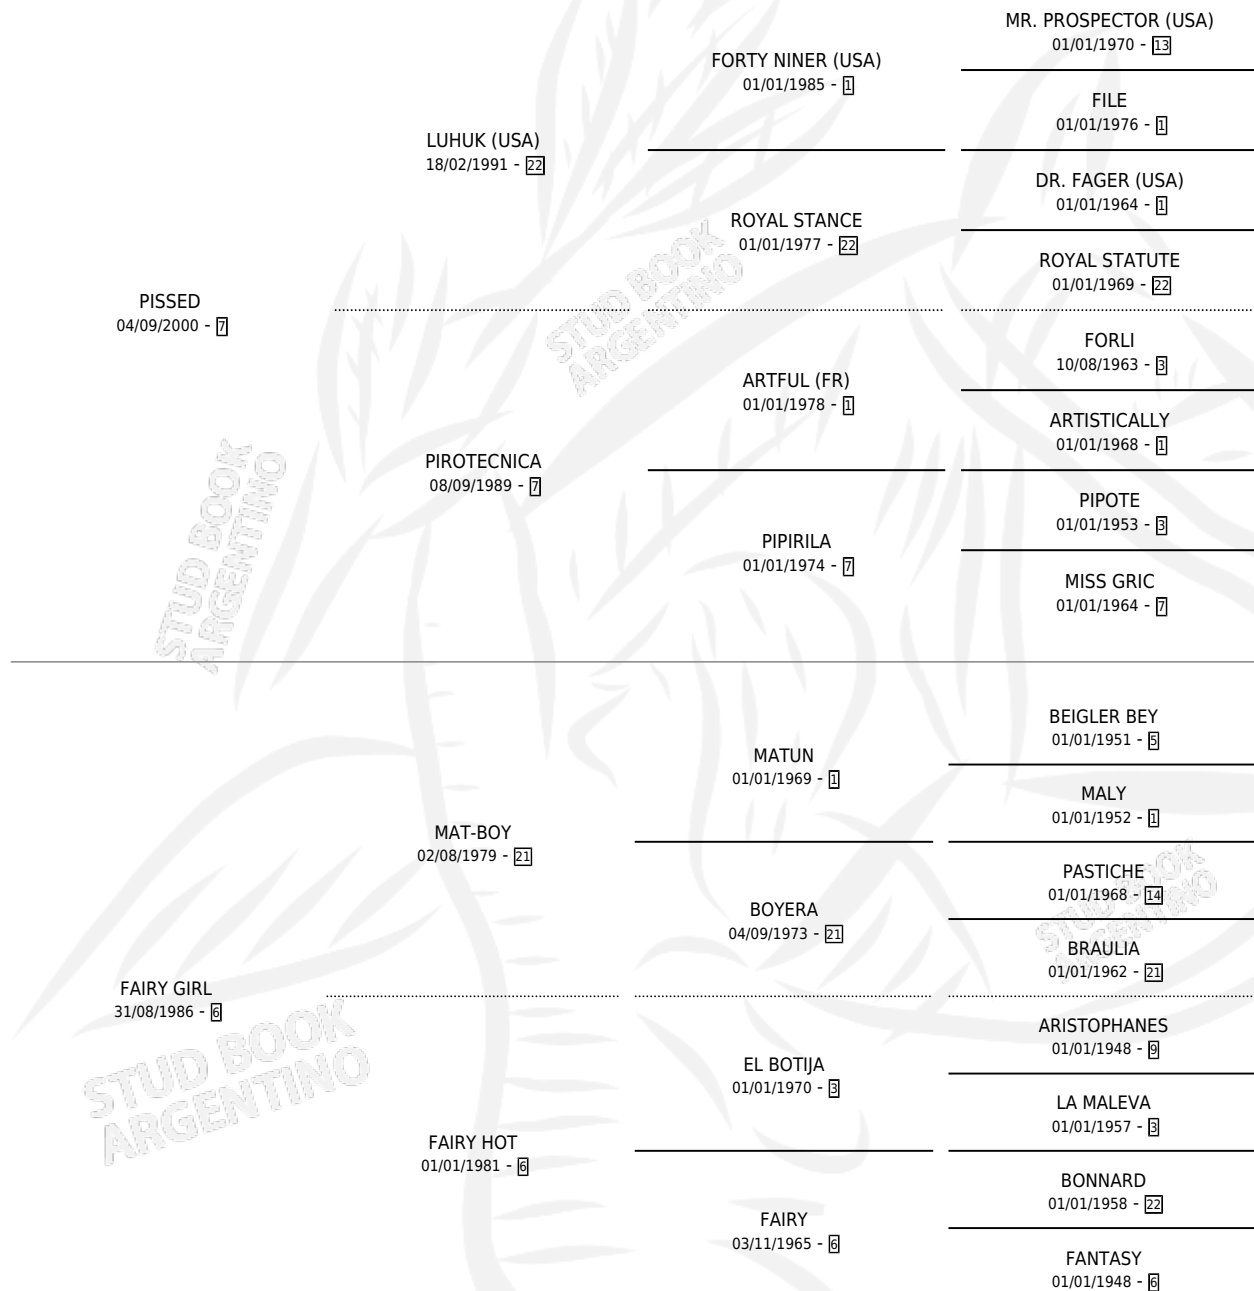 MR. PROSPECTOR (USA)
01/01/1970 - 13
FORTY NINER (USA)
01/01/1985 - 1
FILE
01/01/1976 - 1
LUHUK (USA)
18/02/1991 - 22
DR. FAGER (USA)
01/01/1964 - 1
ROYAL STANCE
01/01/1977 - 22
ROYAL STATUTE
01/01/1969 - 22
PISSED
04/09/2000 - 7
FORLI
10/08/1963 - 3
ARTFUL (FR)
01/01/1978 - 1
ARTISTICALLY
01/01/1968 - 1
PIROTECNICA
08/09/1989 - 7
PIPOTE
01/01/1953 - 3
PIPIRILA
01/01/1974 - 7
MISS GRIC
01/01/1964 - 7
STUD BOOK
ARGENTINO
STUD BOOK
ARGENTINO
BEIGLER BEY
01/01/1951 - 5
MATUN
01/01/1969 - 1
MALY
01/01/1952 - 1
MAT-BOY
02/08/1979 - 21
PASTICHE
01/01/1968 - 14
BOYERA
04/09/1973 - 21
BRAULIA
01/01/1962 - 21
STUD BOOK
ARGENTINO
FAIRY GIRL
31/08/1986 - 6
STUD BOOK
ARGENTINO
ARISTOPHANES
01/01/1948 - 9
EL BOTIJA
01/01/1970 - 3
LA MALEVA
01/01/1957 - 3
FAIRY HOT
01/01/1981 - 6
BONNARD
01/01/1958 - 22
FAIRY
03/11/1965 - 6
FANTASY
01/01/1948 - 6